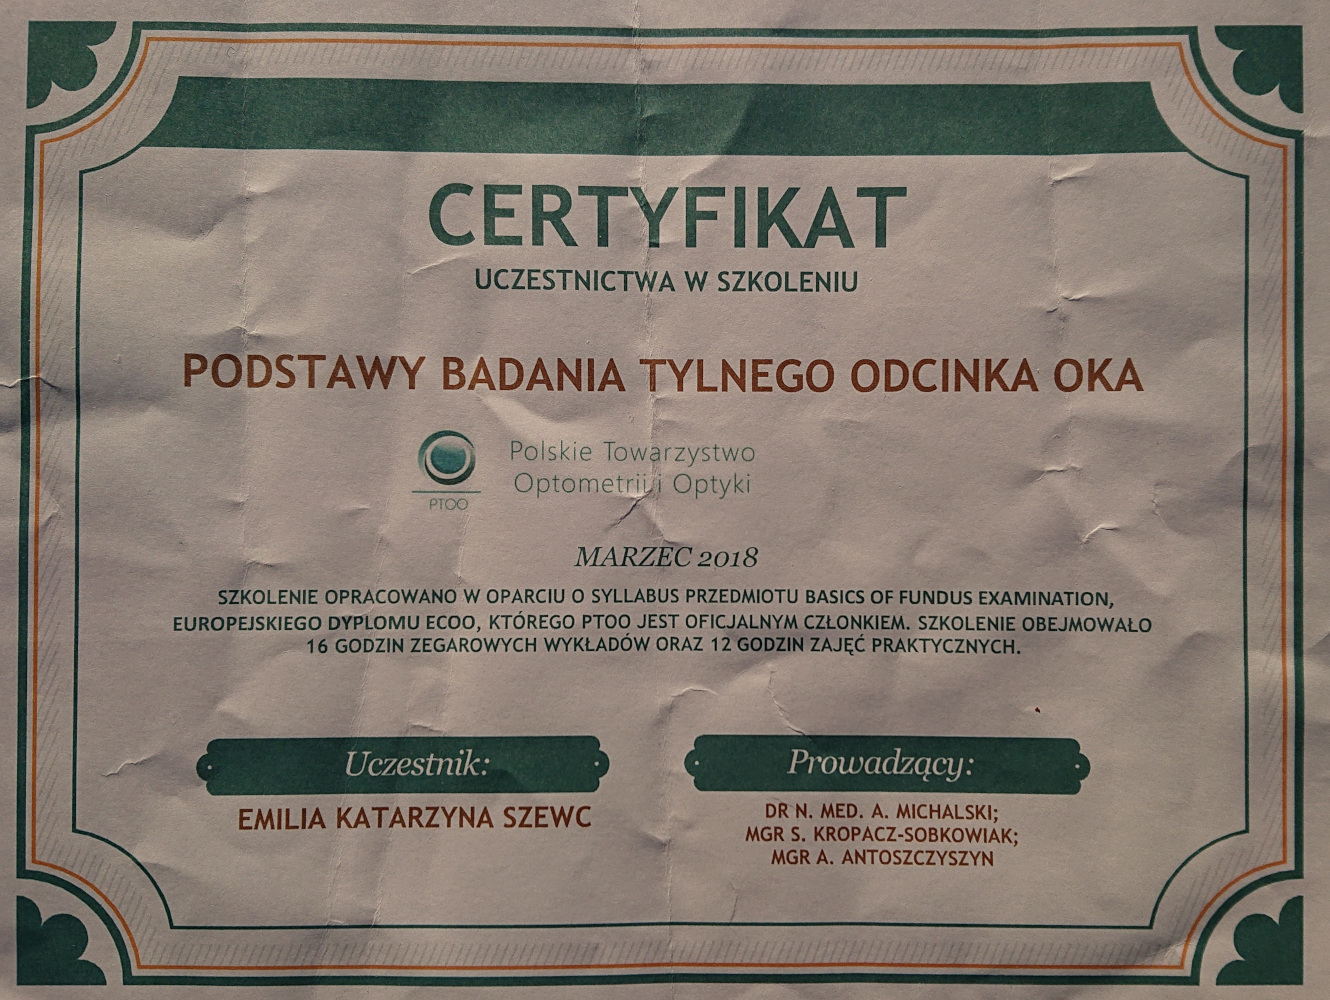 CERTYFIKAT
UCZESTNICTWA W SZKOLENIU
PODSTAWY BADANIA TYLNEGO ODCINKA OKA
Polskie Towarzystwo
Optometrii i Optyki
PTOO
MARZEC 2018
SZKOLENIE OPRACOWANO W OPARCIU O SYLLABUS PRZEDMIOTU BASICS OF FUNDUS EXAMINATION,
EUROPEJSKIEGO DYPLOMU ECOO, KTÓREGO PTOO JEST OFICJALNYM CZŁONKIEM. SZKOLENIE OBEJMOWAŁO
16 GODZIN ZEGAROWYCH WYKŁADÓW ORAZ 12 GODZIN ZAJĘĆ PRAKTYCZNYCH.
Uczestnik:
EMILIA KATARZYNA SZEWC
Prowadzący:
DR N. MED. A. MICHALSKI;
MGR S. KROPACZ-SOBKOWIAK;
MGR A. ANTOSZCZYSZYN